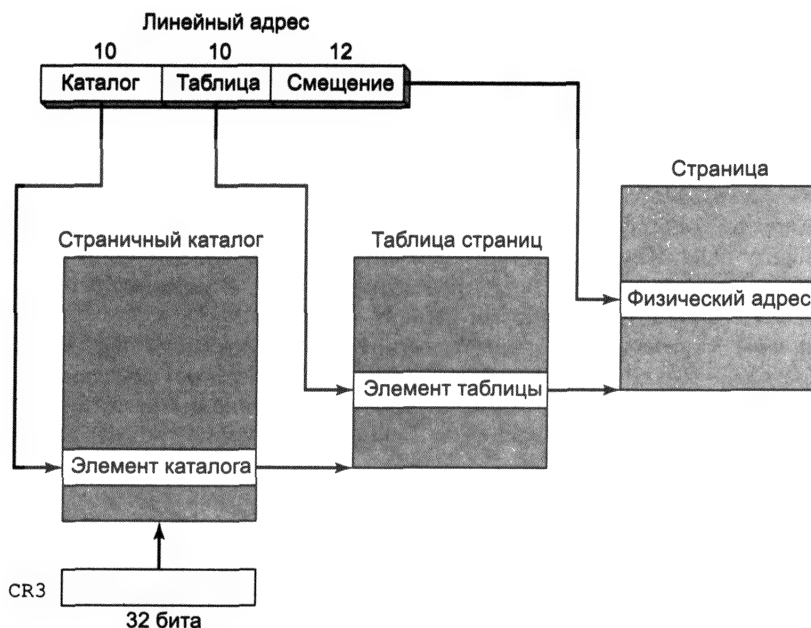 Линейный адрес
10 10 12
Каталог Таблица Смещение
Страница
Страничный каталог
Таблица страниц
Физический адрес
Элемент таблицы
Элемент каталога
CR3
32 бита